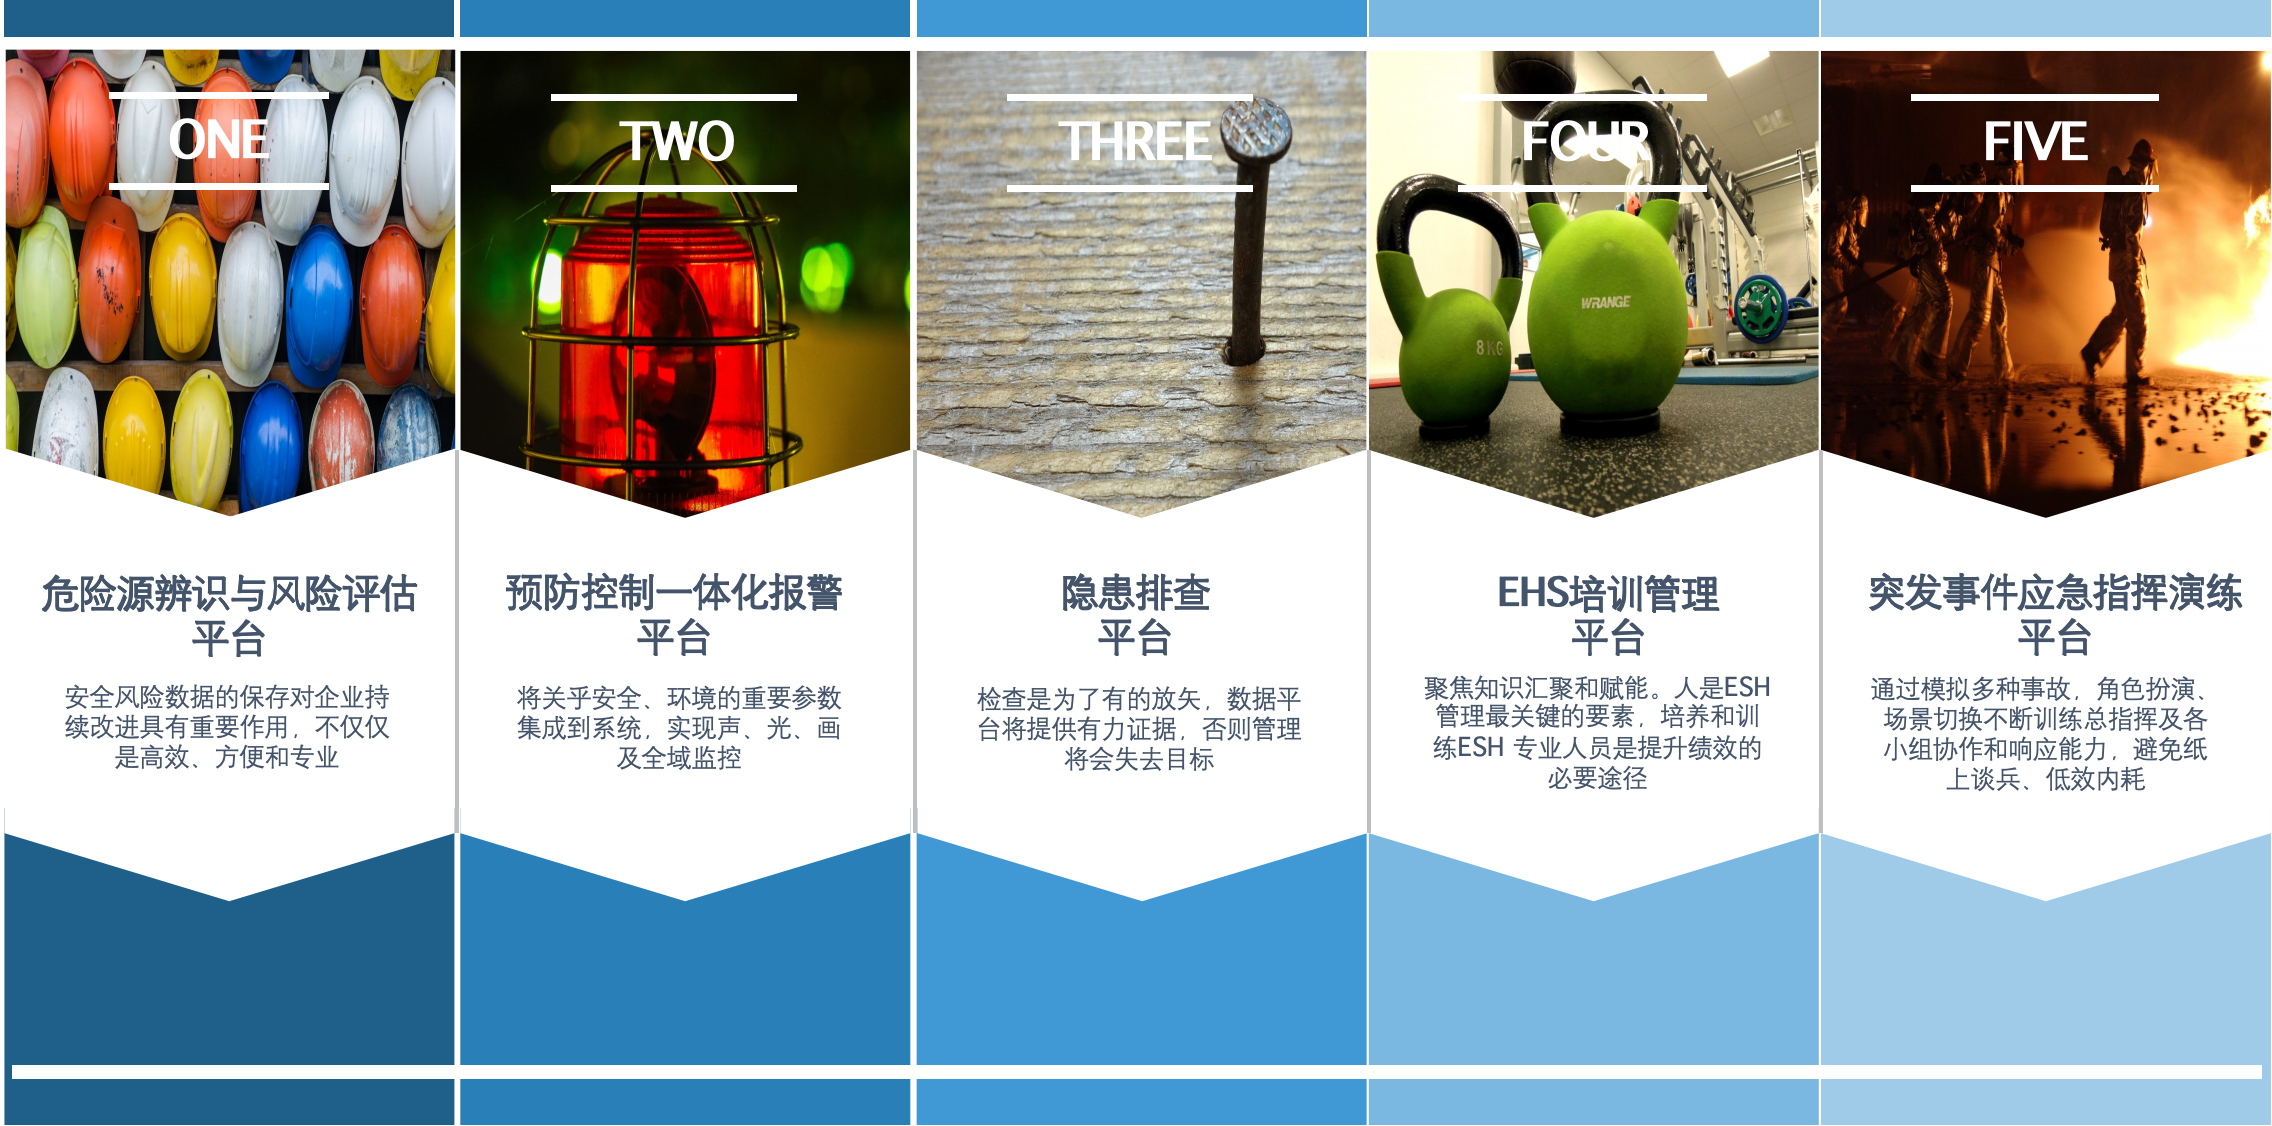 ONE
危险源辨识与风险评估
平台
安全风险数据的保存对企业持
续改进具有重要作用，不仅仅
是高效、方便和专业
TWO
预防控制一体化报警
平台
将关乎安全、环境的重要参数
集成到系统，实现声、光、画
及全域监控
THREE
隐患排查
平台
检查是为了有的放矢，数据平
台将提供有力证据，否则管理
将会失去目标
FOUR
WRANGE
8KG
EHS培训管理
平台
聚焦知识汇聚和赋能。人是ESH
管理最关键的要素，培养和训
练ESH 专业人员是提升绩效的
必要途径
FIVE
突发事件应急指挥演练
平台
通过模拟多种事故，角色扮演、
场景切换不断训练总指挥及各
小组协作和响应能力，避免纸
上谈兵、低效内耗